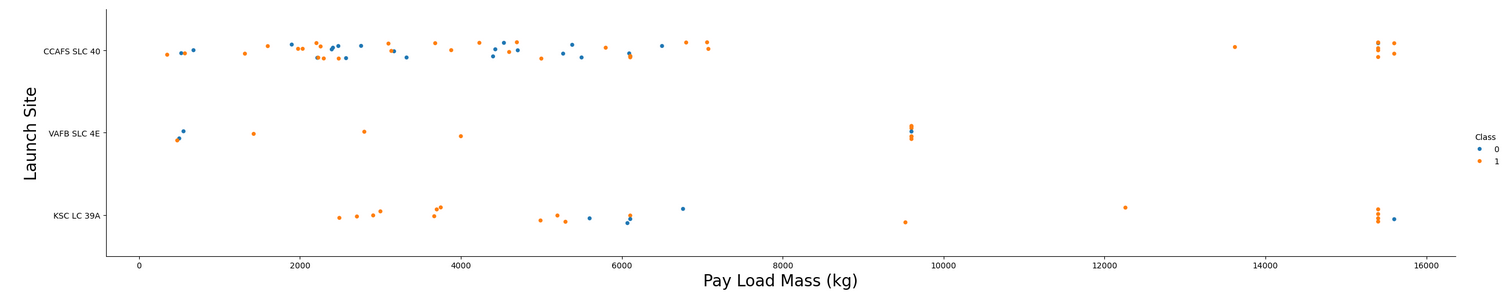 CCAFS SLC 40
VAFB SLC 4E
KSC LC 39A
Launch Site
0 2000 4000 6000 8000 10000 12000 14000 16000
Pay Load Mass (kg)
Class
0
1